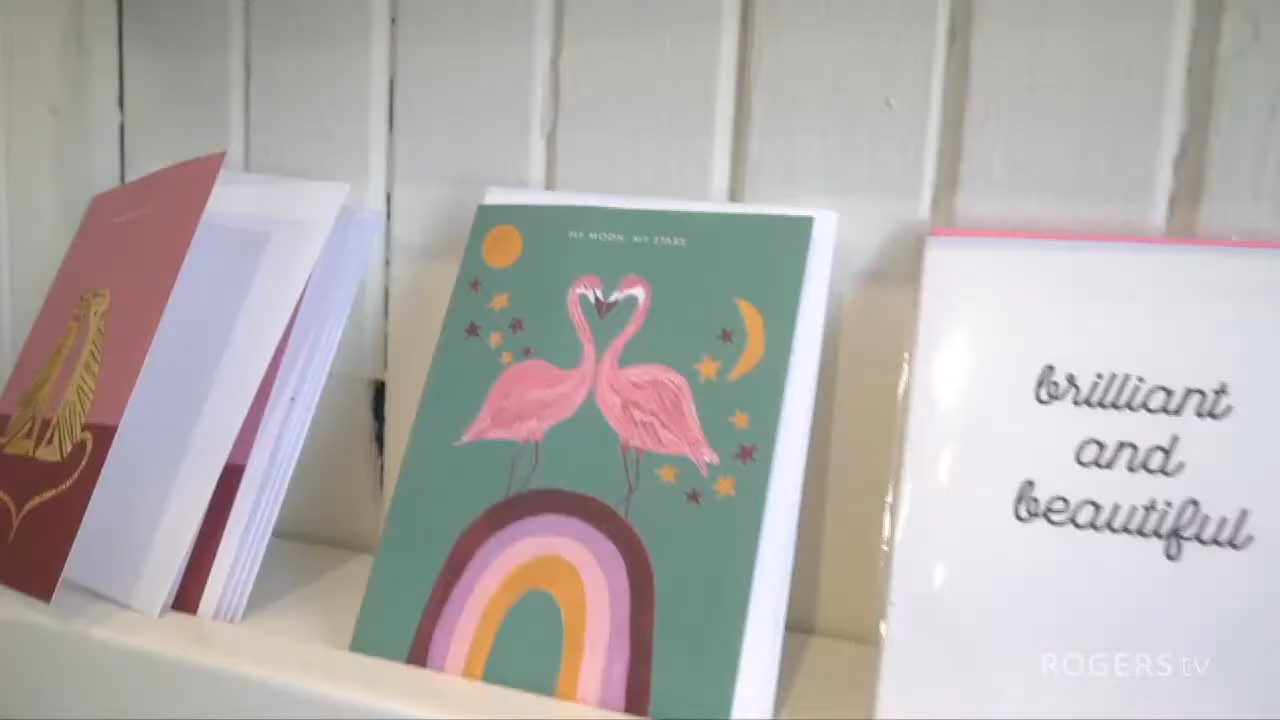 MY MOON, MY STARS
brilliant
and
beautiful
ROGERS tv